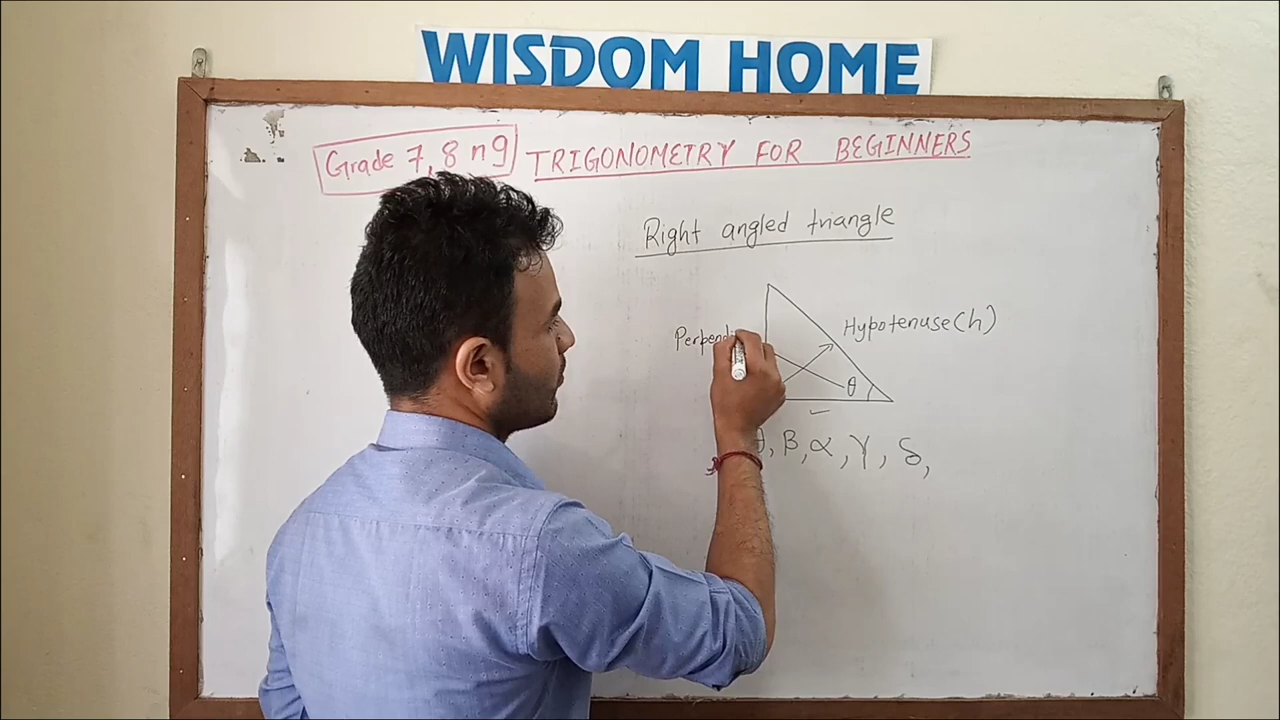 WISDOM HOME
Grade 7, 8 n 9
TRIGONOMETRY FOR BEGINNERS
Right angled triangle
Hypotenuse(h)
θ
β, α, γ, δ,